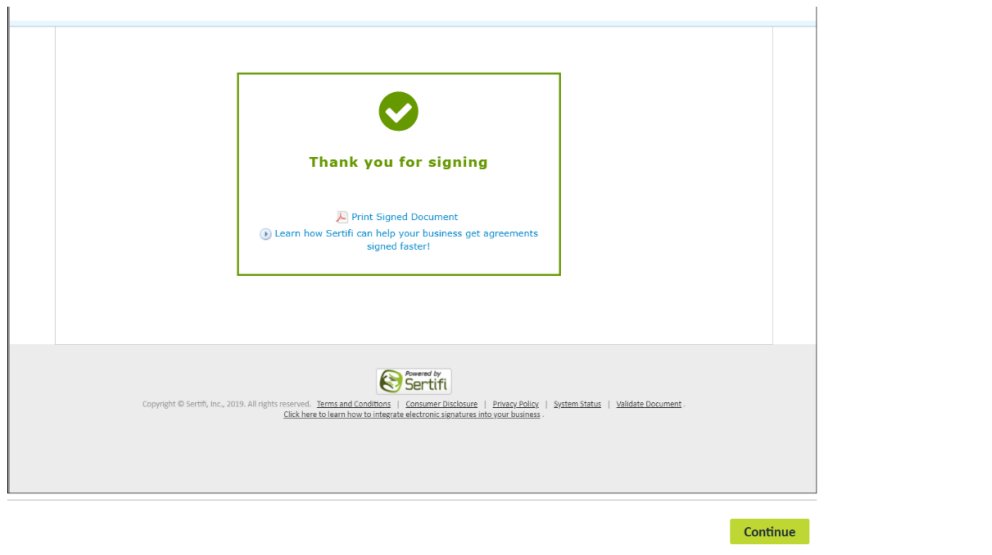 Thank you for signing
Print Signed Document
Learn how Sertifi can help your business get agreements
signed faster!
Powered by
Sertifi
Copyright © Sertifi, Inc., 2019. All rights reserved. Terms and Conditions | Consumer Disclosure | Privacy Policy | System Status | Validate Document .
Click here to learn how to integrate electronic signatures into your business .
Continue